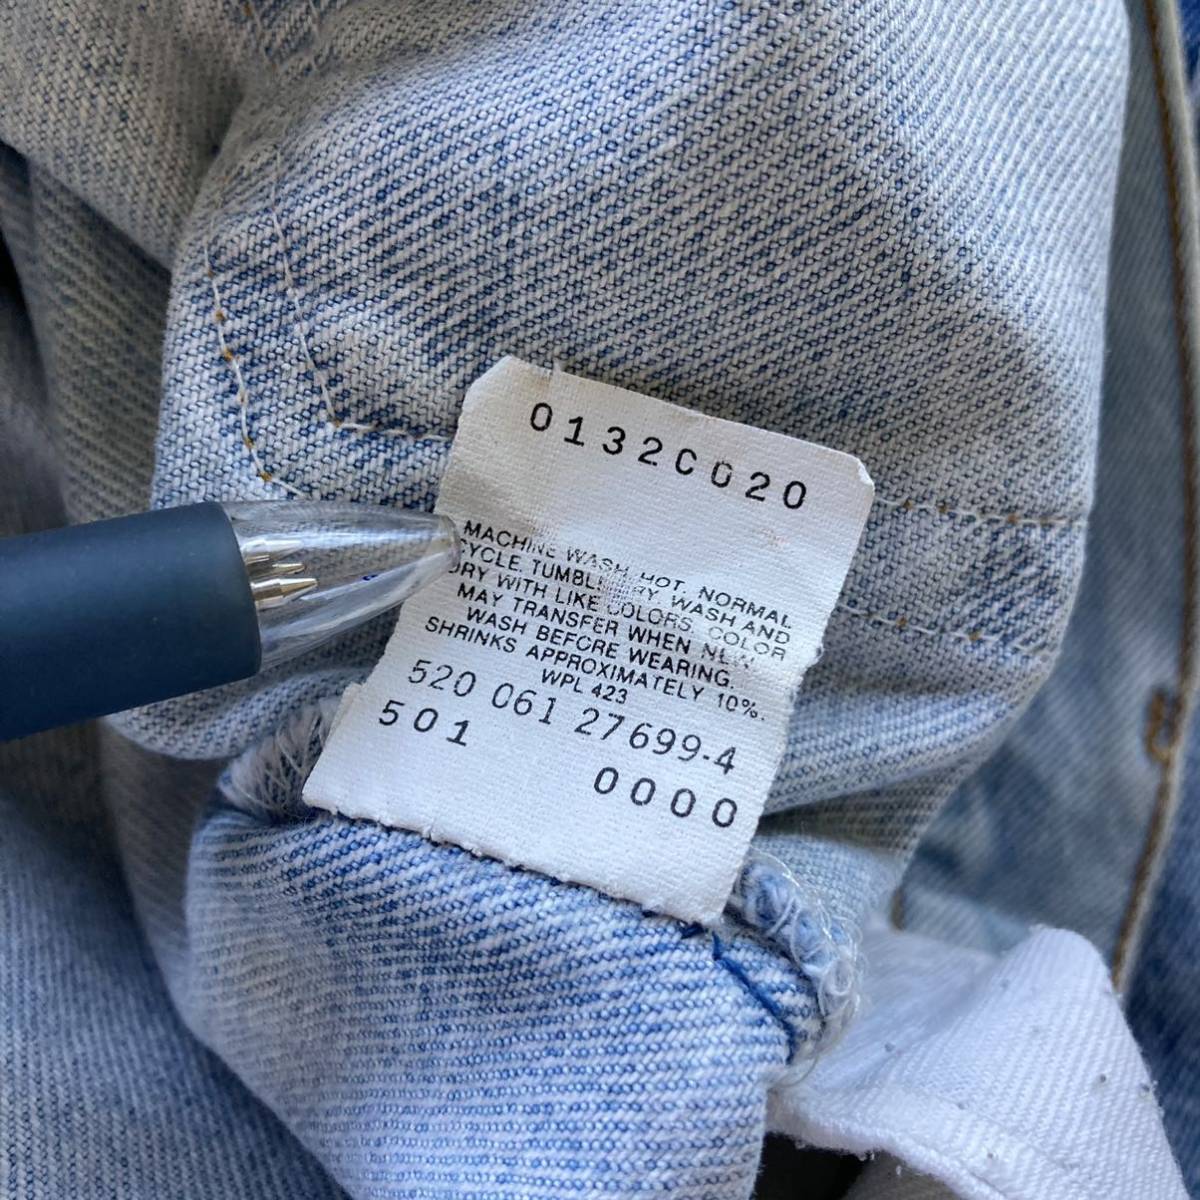 0132C020
MACHINE WASH HOT, NORMAL
CYCLE, TUMBLE DRY, WASH AND
DRY WITH LIKE COLORS, COLOR
MAY TRANSFER WHEN NEW.
WASH BEFORE WEARING.
SHRINKS APPROXIMATELY 10%.
WPL 423
520 061 27699-4
501
0000